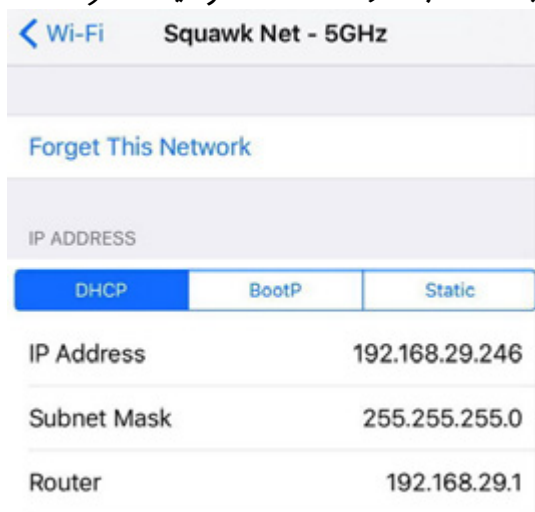 Wi-Fi Squawk Net - 5GHz
Forget This Network
IP ADDRESS
DHCP BootP Static
IP Address 192.168.29.246
Subnet Mask 255.255.255.0
Router 192.168.29.1